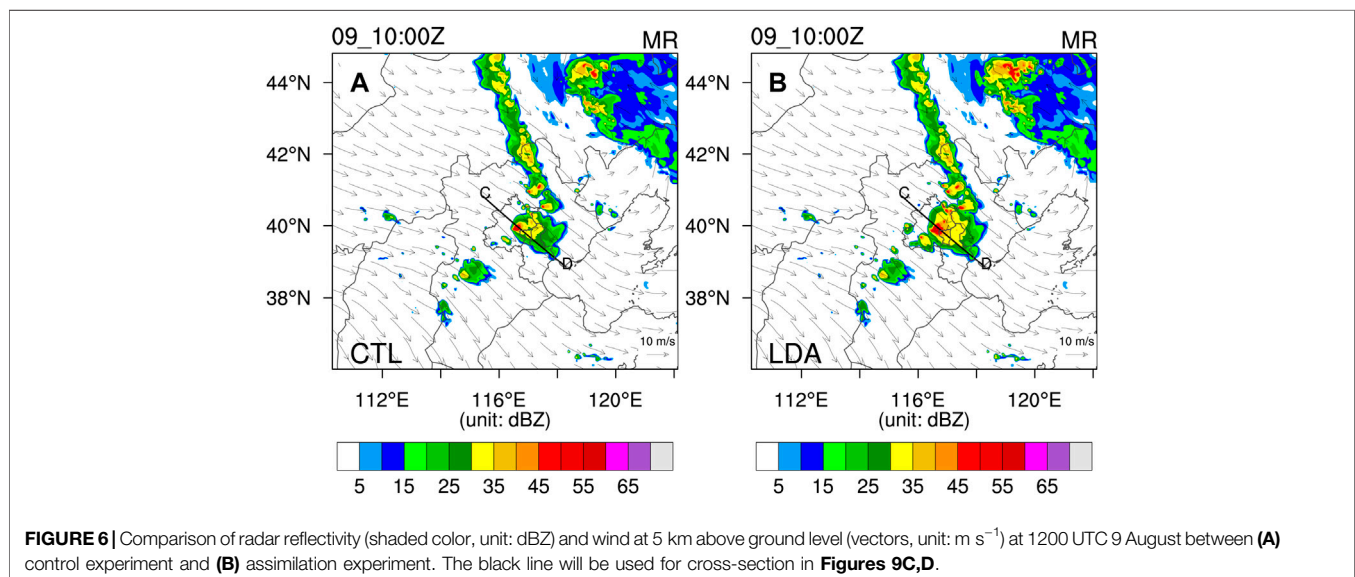 09_10:00Z MR
A
44°N
42°N
C
40°N
D
38°N
10 m/s
CTL
112°E 116°E 120°E
(unit: dBZ)
5 15 25 35 45 55 65
09_10:00Z MR
B
44°N
42°N
C
40°N
D
38°N
10 m/s
LDA
112°E 116°E 120°E
(unit: dBZ)
5 15 25 35 45 55 65
FIGURE 6 | Comparison of radar reflectivity (shaded color, unit: dBZ) and wind at 5 km above ground level (vectors, unit: m s⁻¹) at 1200 UTC 9 August between (A)
control experiment and (B) assimilation experiment. The black line will be used for cross-section in Figures 9C,D.